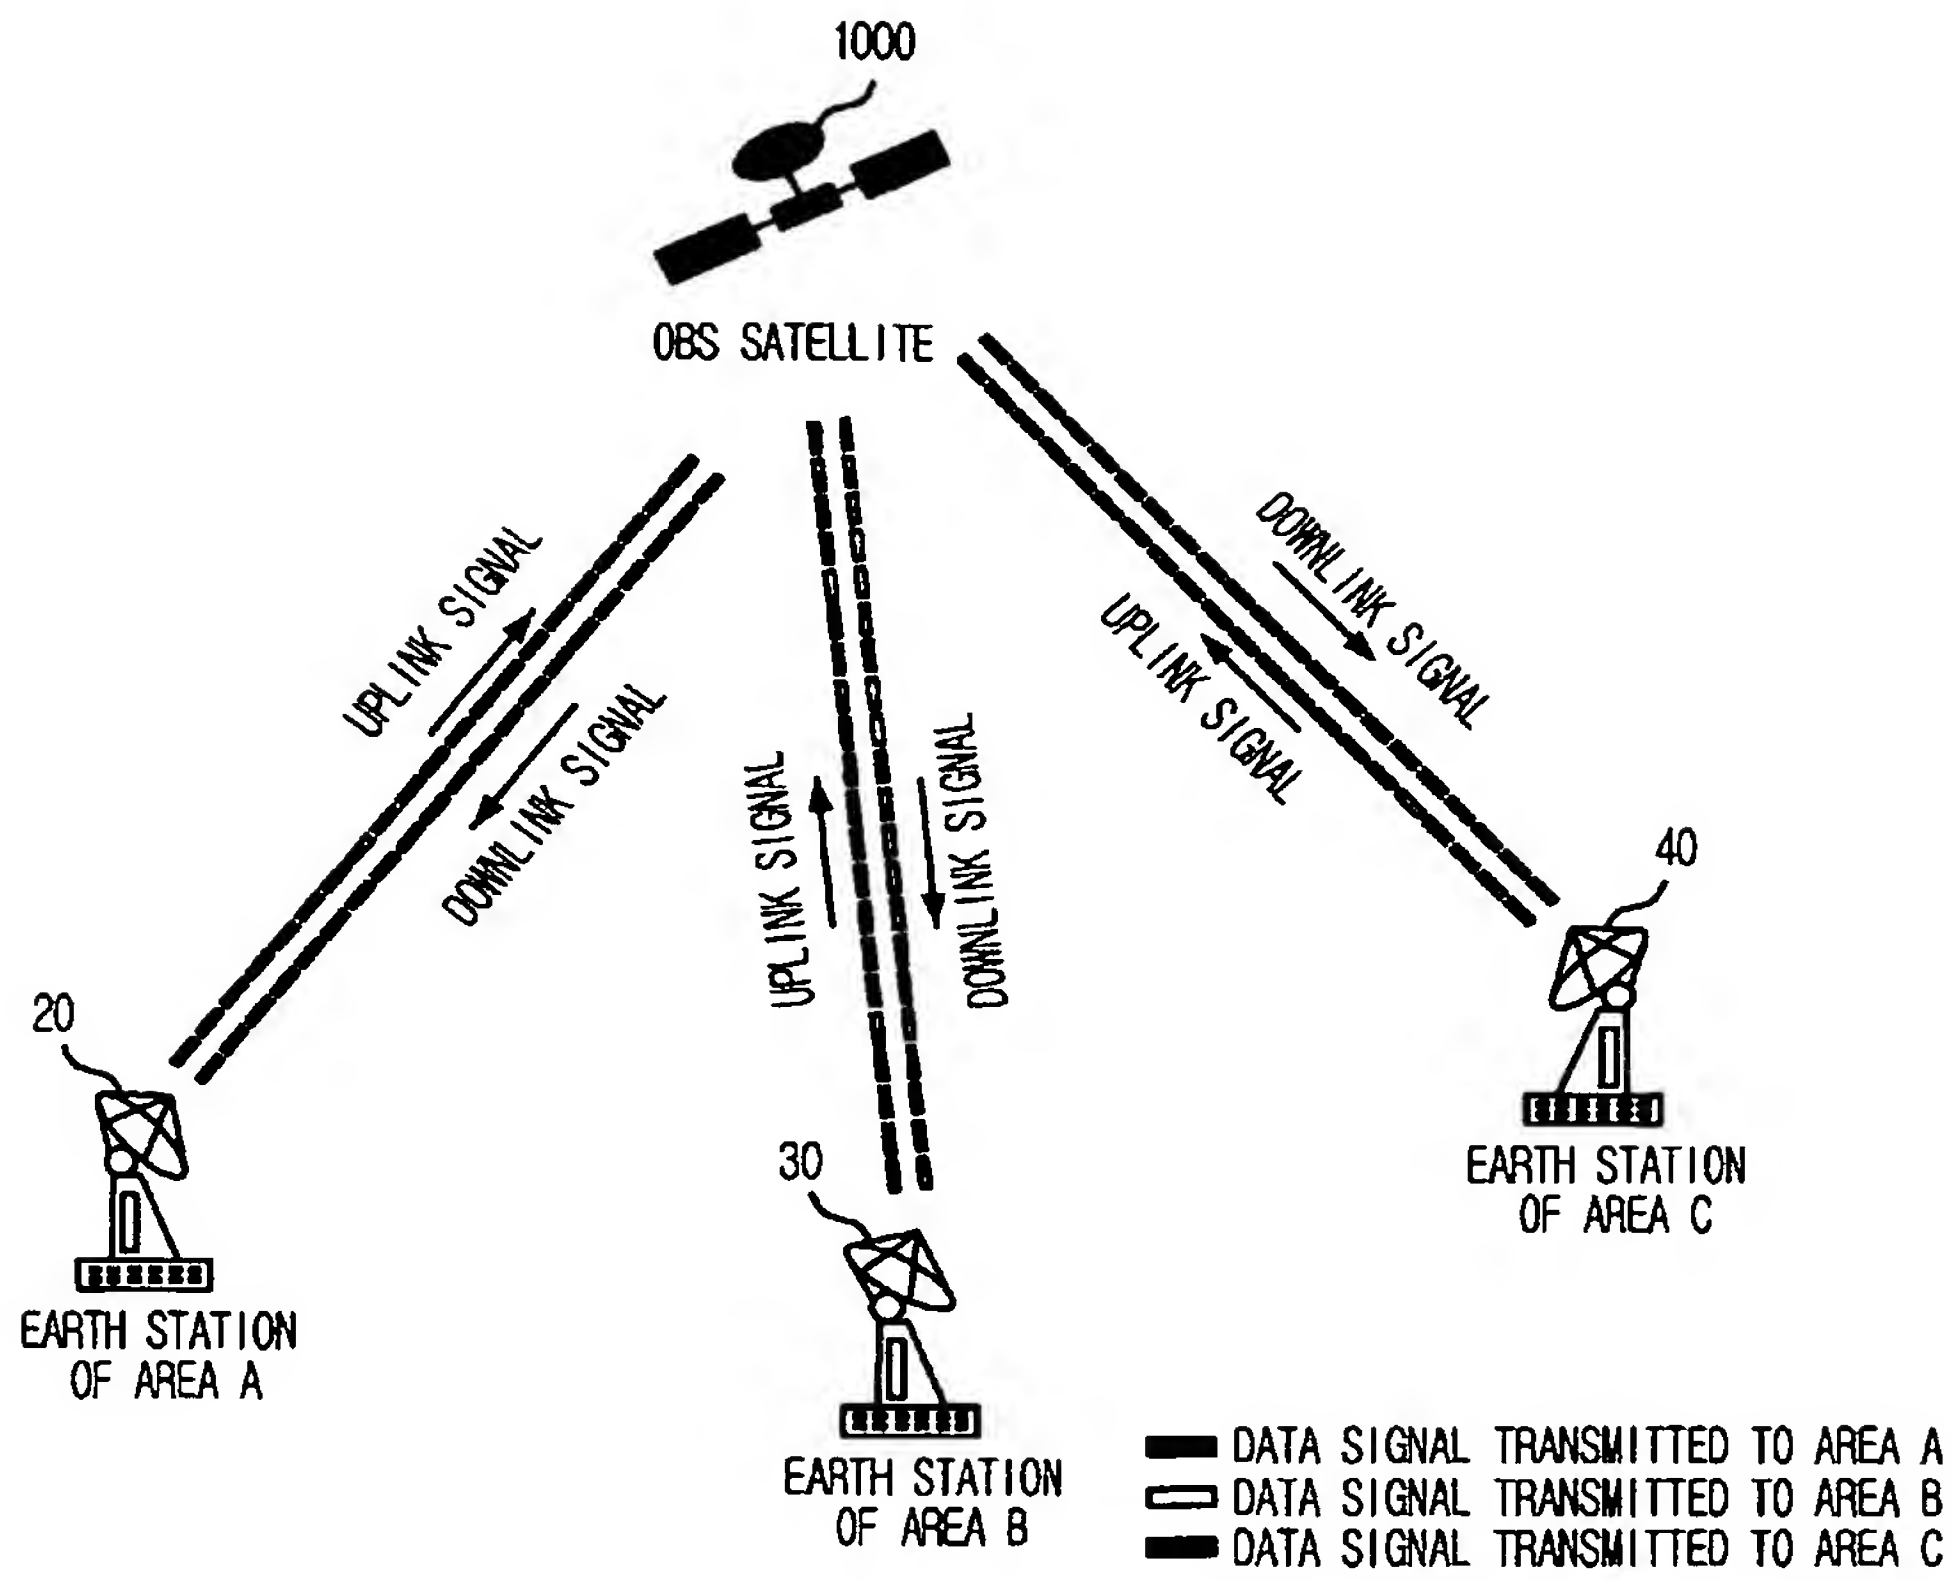 1000
OBS SATELLITE
UPLINK SIGNAL
DOWNLINK SIGNAL
UPLINK SIGNAL
DOWNLINK SIGNAL
DOWNLINK SIGNAL
UPLINK SIGNAL
20
EARTH STATION
OF AREA A
30
EARTH STATION
OF AREA B
40
EARTH STATION
OF AREA C
DATA SIGNAL TRANSMITTED TO AREA A
DATA SIGNAL TRANSMITTED TO AREA B
DATA SIGNAL TRANSMITTED TO AREA C